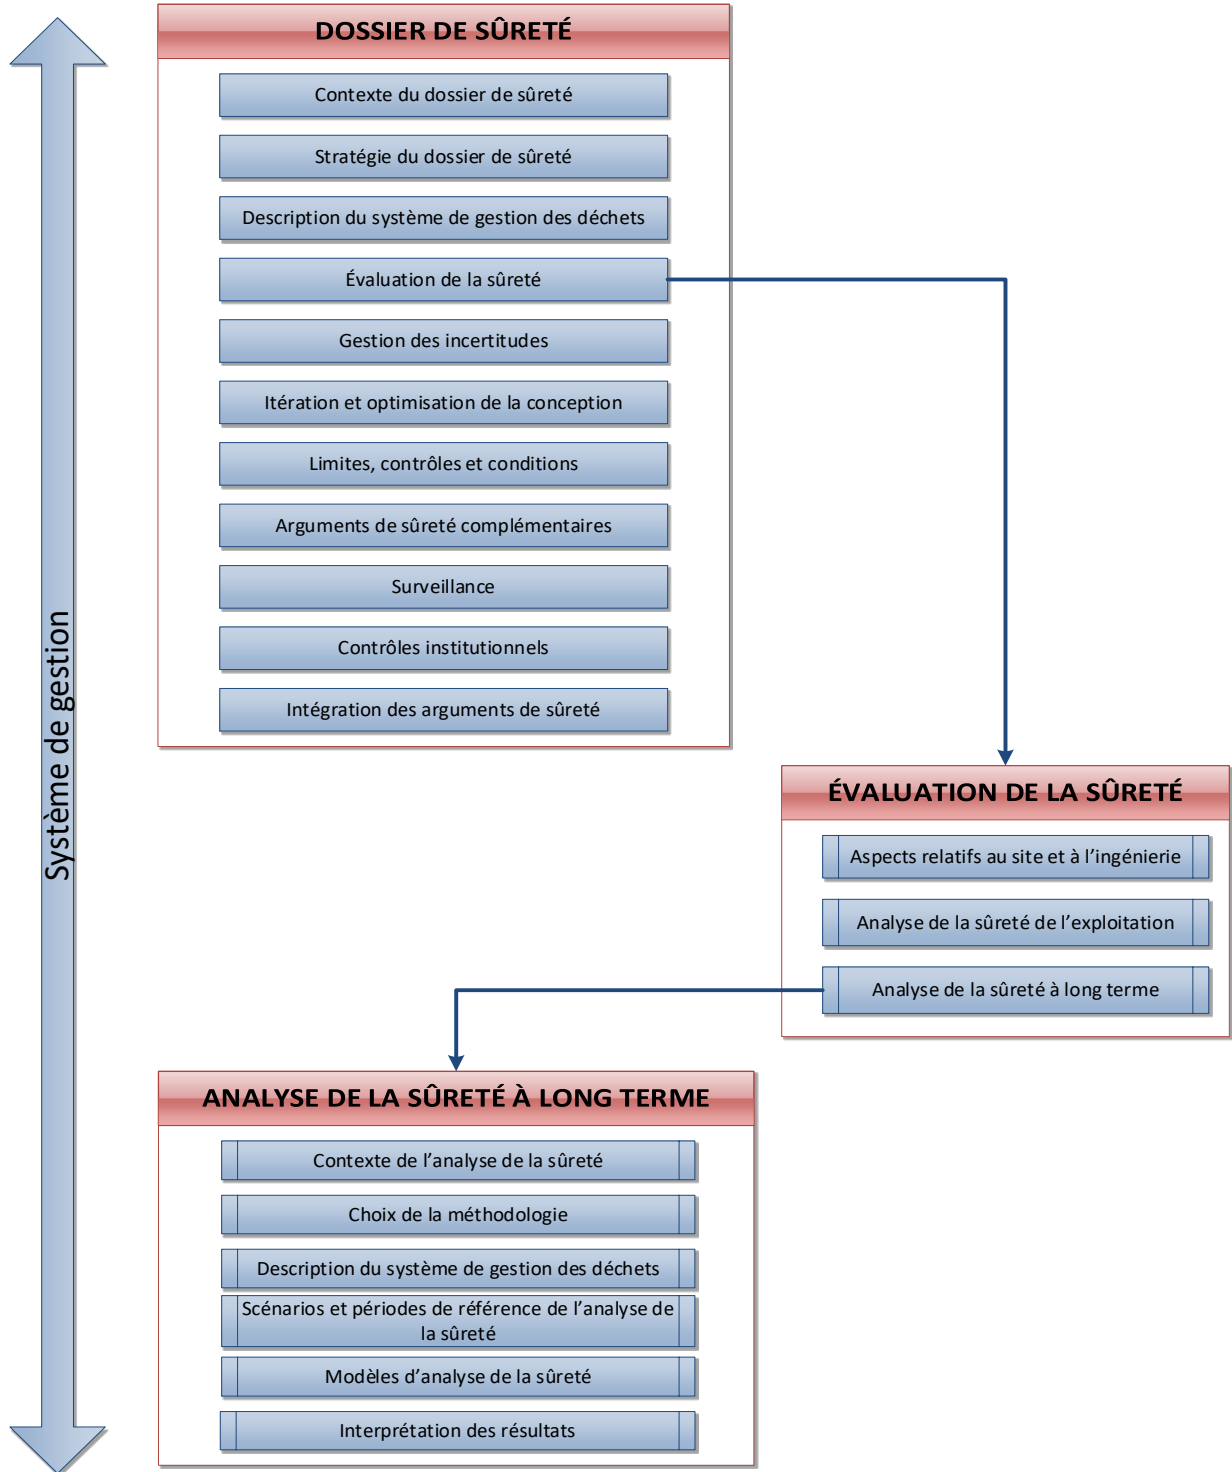 DOSSIER DE SÛRETÉ
Contexte du dossier de sûreté
Stratégie du dossier de sûreté
Description du système de gestion des déchets
Évaluation de la sûreté
Gestion des incertitudes
Itération et optimisation de la conception
Limites, contrôles et conditions
Arguments de sûreté complémentaires
Surveillance
Contrôles institutionnels
Intégration des arguments de sûreté
Système de gestion
ÉVALUATION DE LA SÛRETÉ
Aspects relatifs au site et à l’ingénierie
Analyse de la sûreté de l’exploitation
Analyse de la sûreté à long terme
ANALYSE DE LA SÛRETÉ À LONG TERME
Contexte de l’analyse de la sûreté
Choix de la méthodologie
Description du système de gestion des déchets
Scénarios et périodes de référence de l’analyse de
la sûreté
Modèles d’analyse de la sûreté
Interprétation des résultats